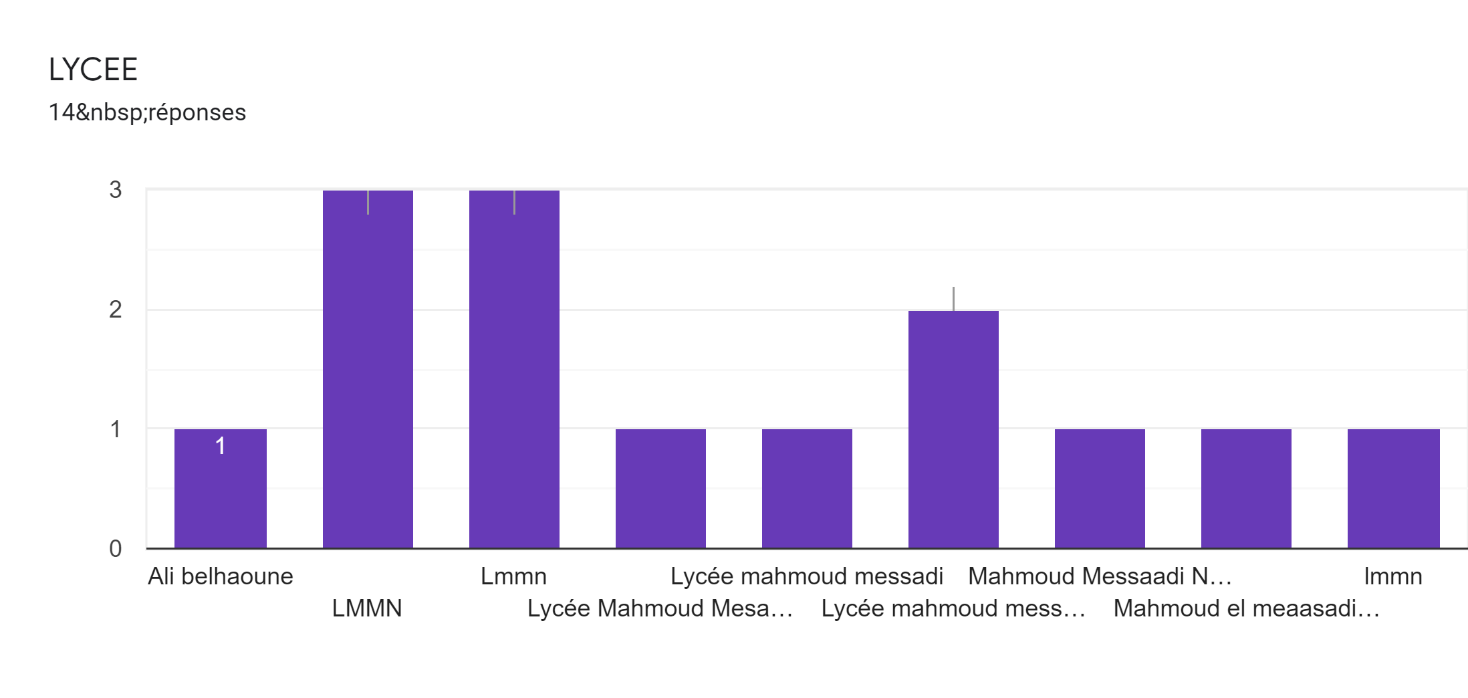 LYCEE
14&nbsp;réponses
3
2
1
0
1
Ali belhaoune
LMMN
Lmmn
Lycée Mahmoud Mesa…
Lycée mahmoud messadi
Lycée mahmoud mess…
Mahmoud Messaadi N…
Mahmoud el meaasadi…
lmmn